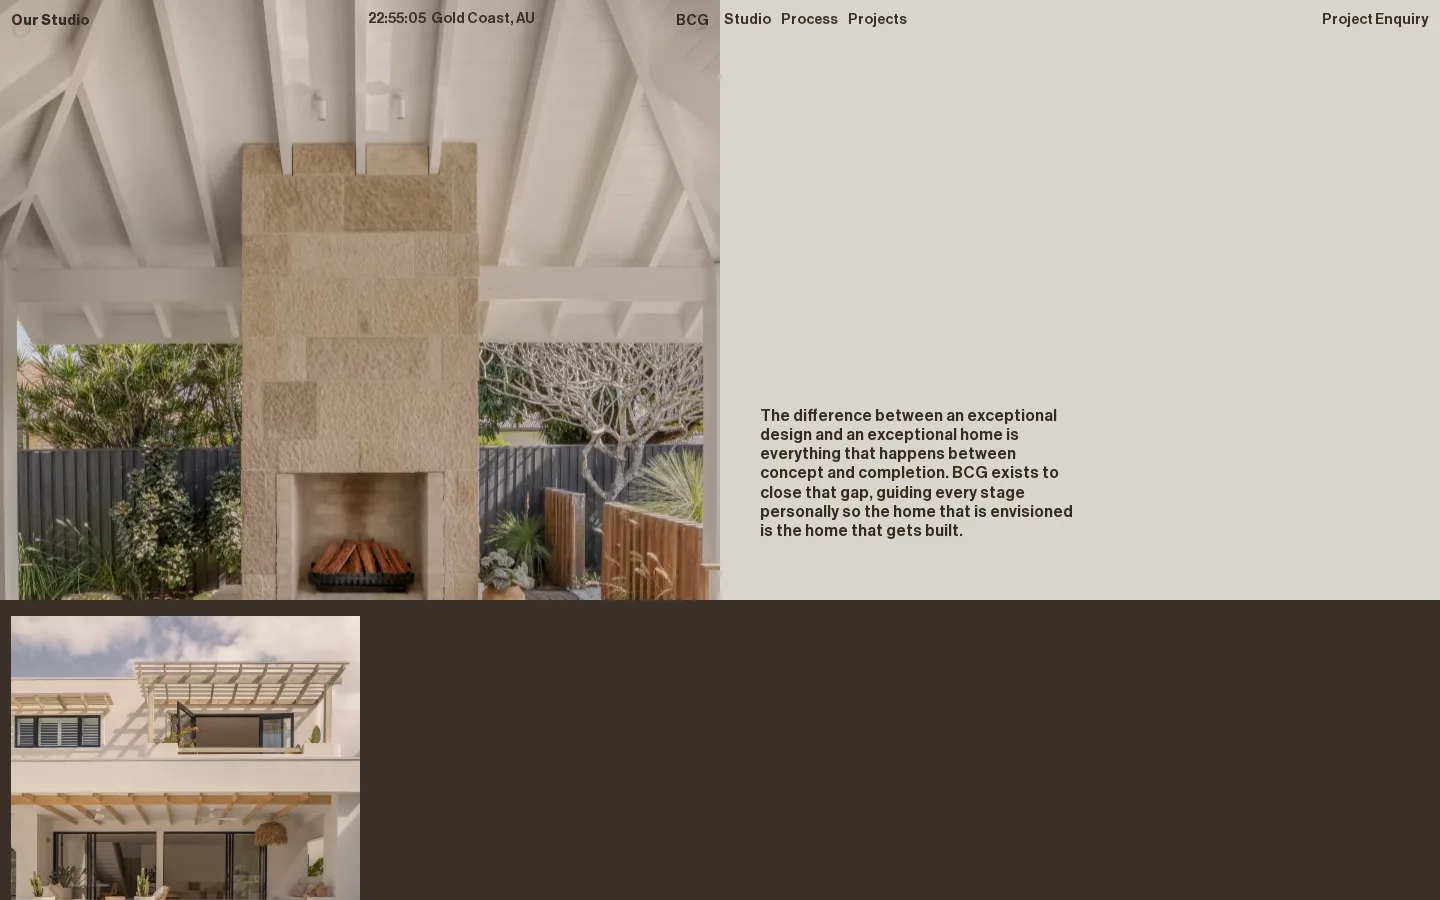 Our Studio
22:55:05 Gold Coast, AU
BCG
Studio Process Projects
Project Enquiry
The difference between an exceptional
design and an exceptional home is
everything that happens between
concept and completion. BCG exists to
close that gap, guiding every stage
personally so the home that is envisioned
is the home that gets built.